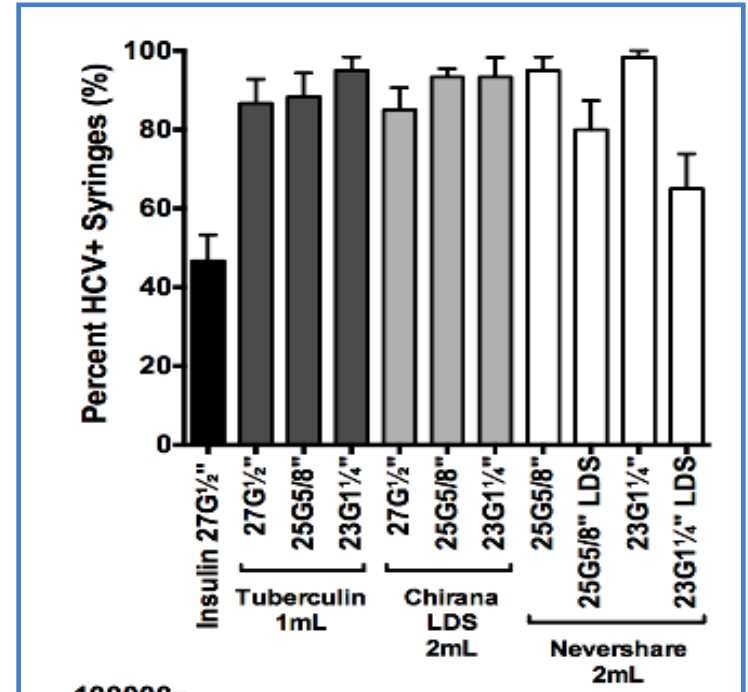 Percent HCV+ Syringes (%)
100
80
60
40
20
0
Insulin 27G½"
27G½"
25G5/8"
23G1¼"
27G½"
25G5/8"
23G1¼"
25G5/8"
25G5/8" LDS
23G1¼"
23G1¼" LDS
Tuberculin
1mL
Chirana
LDS
2mL
Nevershare
2mL